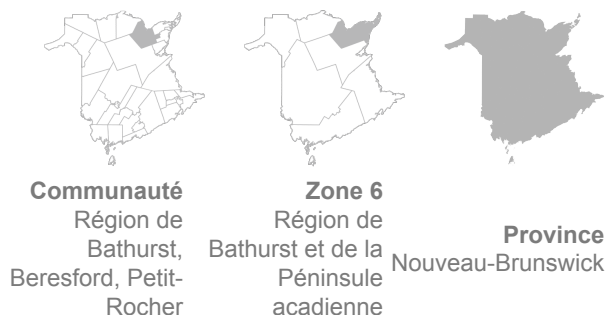 Communauté
Région de
Bathurst,
Beresford, Petit-
Rocher
Zone 6
Région de
Bathurst et de la
Péninsule
acadienne
Province
Nouveau-Brunswick